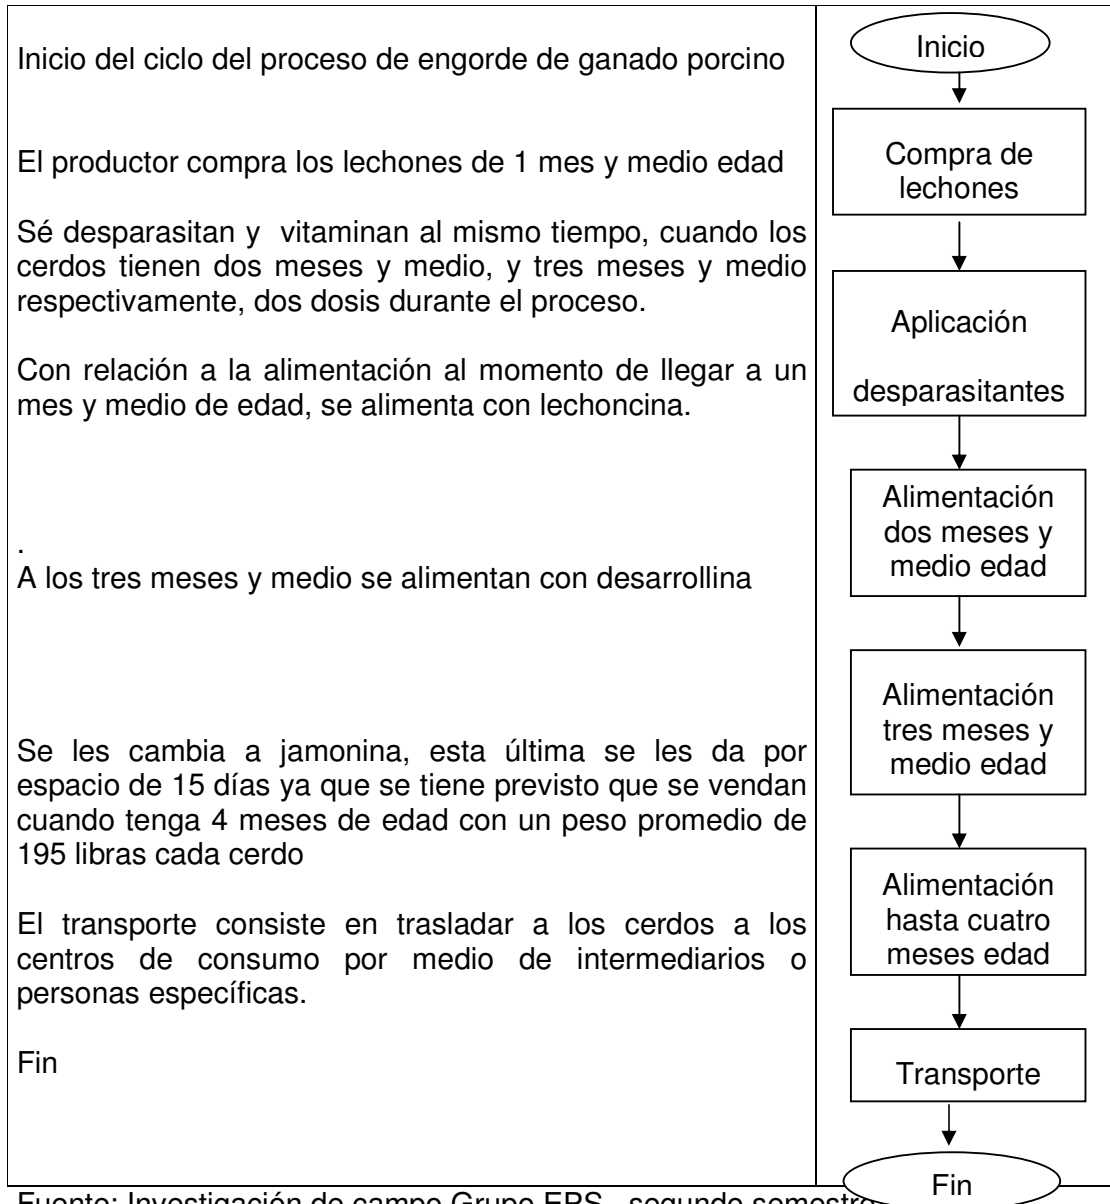 Inicio del ciclo del proceso de engorde de ganado porcino
El productor compra los lechones de 1 mes y medio edad
Sé desparasitan y vitaminan al mismo tiempo, cuando los
cerdos tienen dos meses y medio, y tres meses y medio
respectivamente, dos dosis durante el proceso.
Con relación a la alimentación al momento de llegar a un
mes y medio de edad, se alimenta con lechoncina.
.
A los tres meses y medio se alimentan con desarrollina
Se les cambia a jamonina, esta última se les da por
espacio de 15 días ya que se tiene previsto que se vendan
cuando tenga 4 meses de edad con un peso promedio de
195 libras cada cerdo
El transporte consiste en trasladar a los cerdos a los
centros de consumo por medio de intermediarios o
personas específicas.
Fin
Inicio
Compra de
lechones
Aplicación
desparasitantes
Alimentación
dos meses y
medio edad
Alimentación
tres meses y
medio edad
Alimentación
hasta cuatro
meses edad
Transporte
Fin
Fuente: Investigación de campo Grupo EPS., segundo semestre